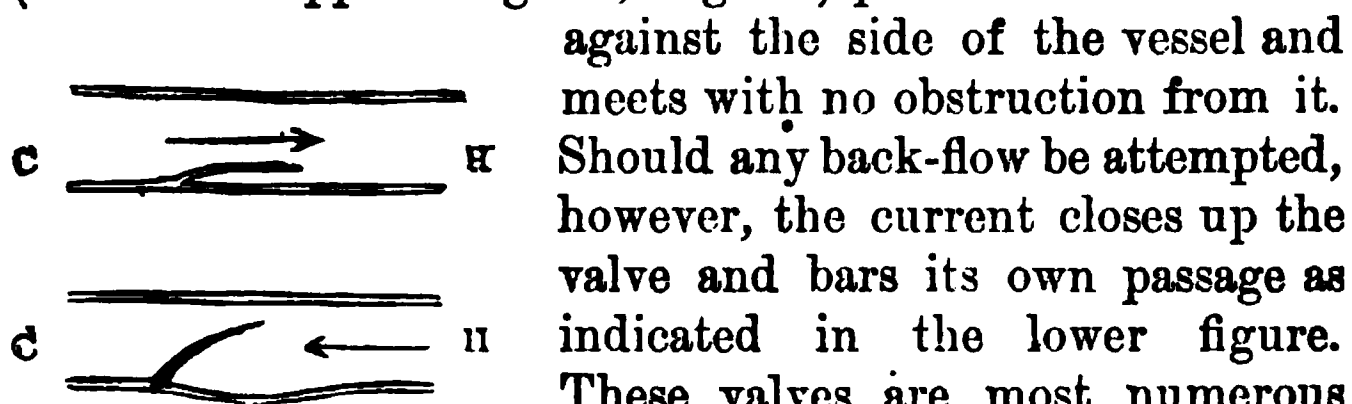 against the side of the vessel and
meets with no obstruction from it.
C H Should any back-flow be attempted,
however, the current closes up the
valve and bars its own passage as
C H indicated in the lower figure.
These valves are most numerous